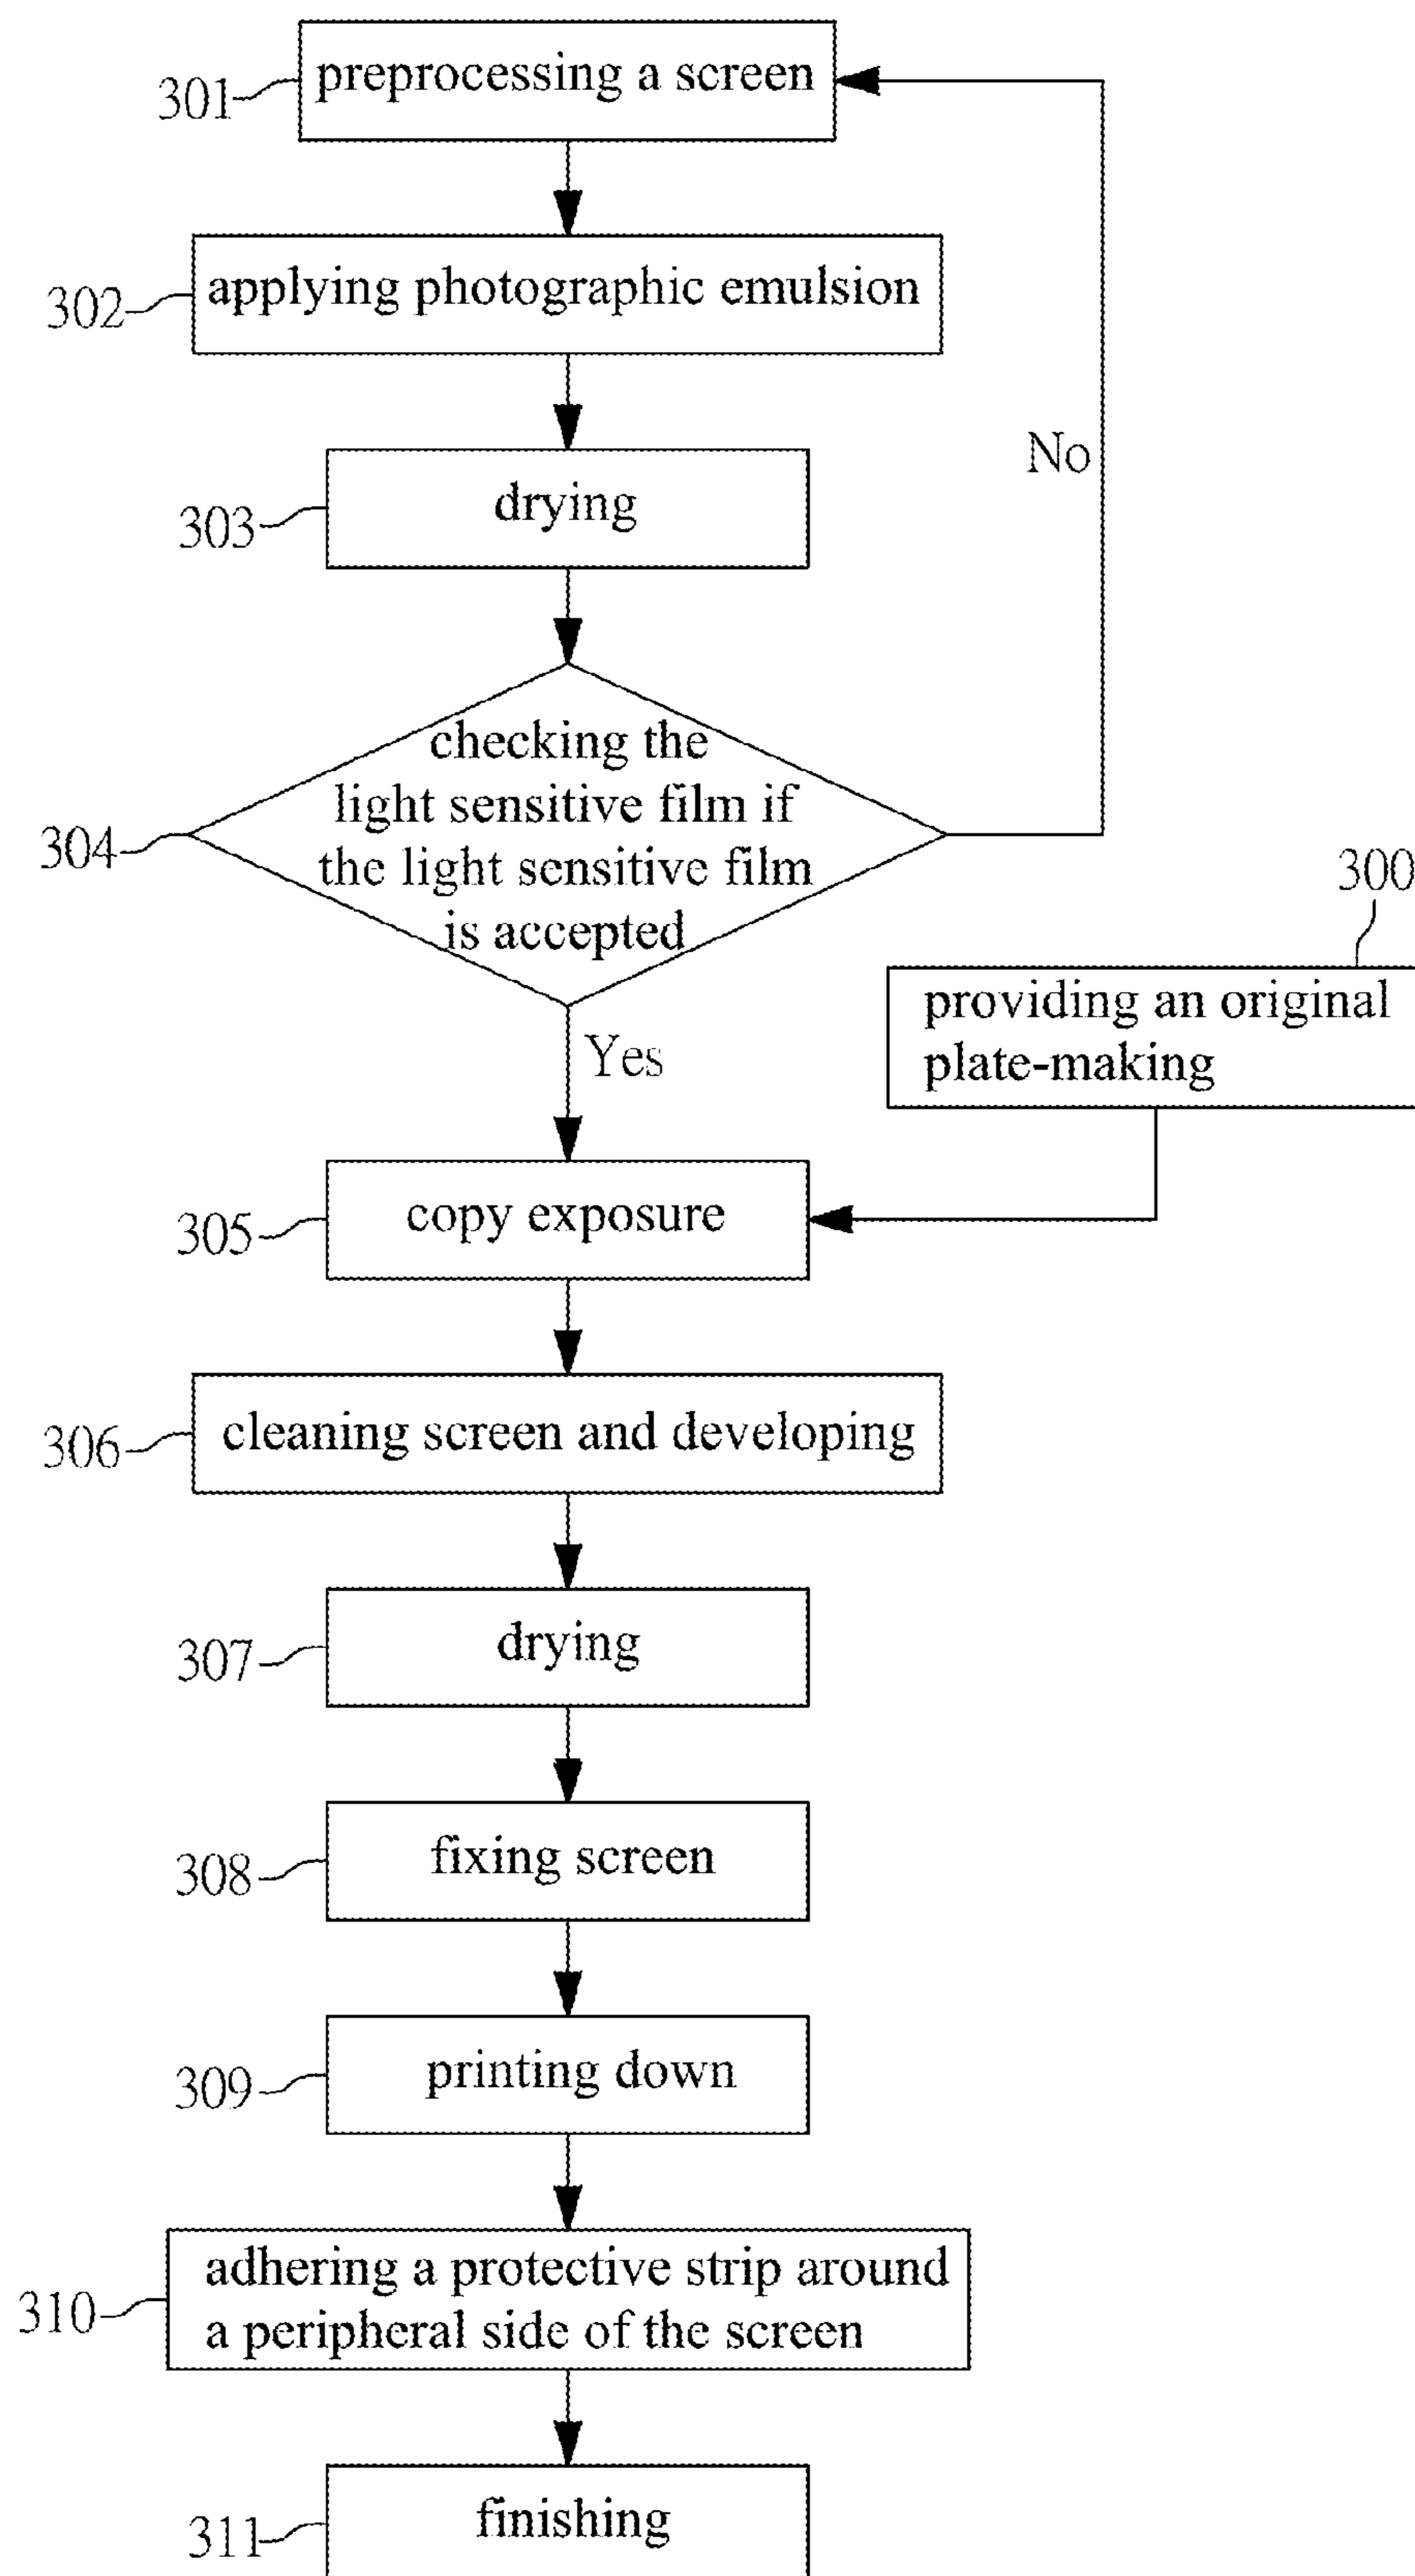 301
preprocessing a screen
302
applying photographic emulsion
No
303
drying
304
checking the
light sensitive film if
the light sensitive film
is accepted
300
providing an original
plate-making
Yes
305
copy exposure
306
cleaning screen and developing
307
drying
308
fixing screen
309
printing down
310
adhering a protective strip around
a peripheral side of the screen
311
finishing